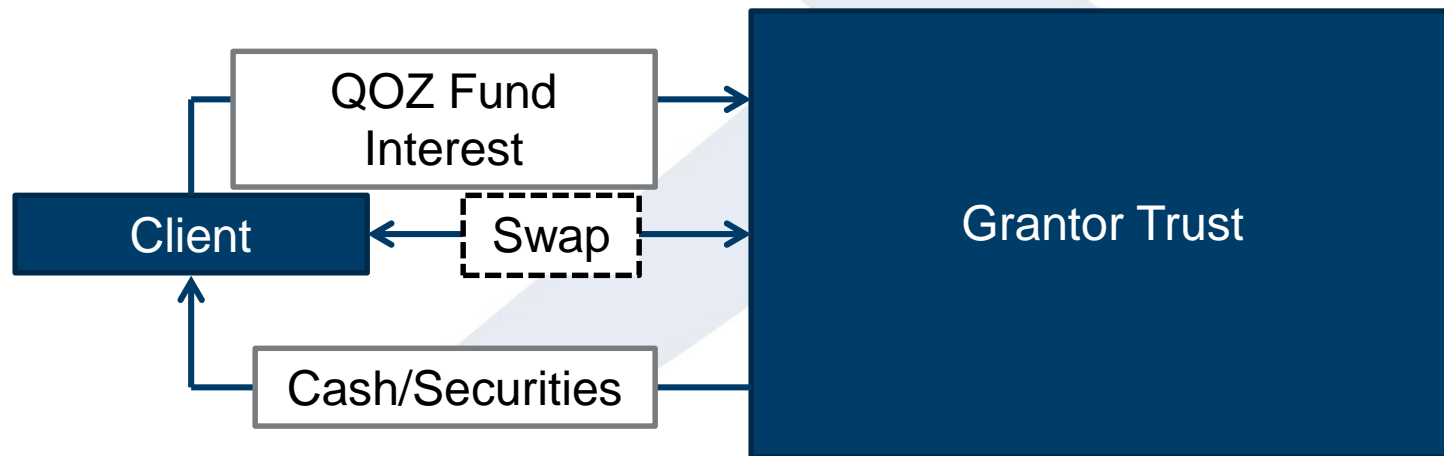 QOZ Fund
Interest
Client
Swap
Grantor Trust
Cash/Securities